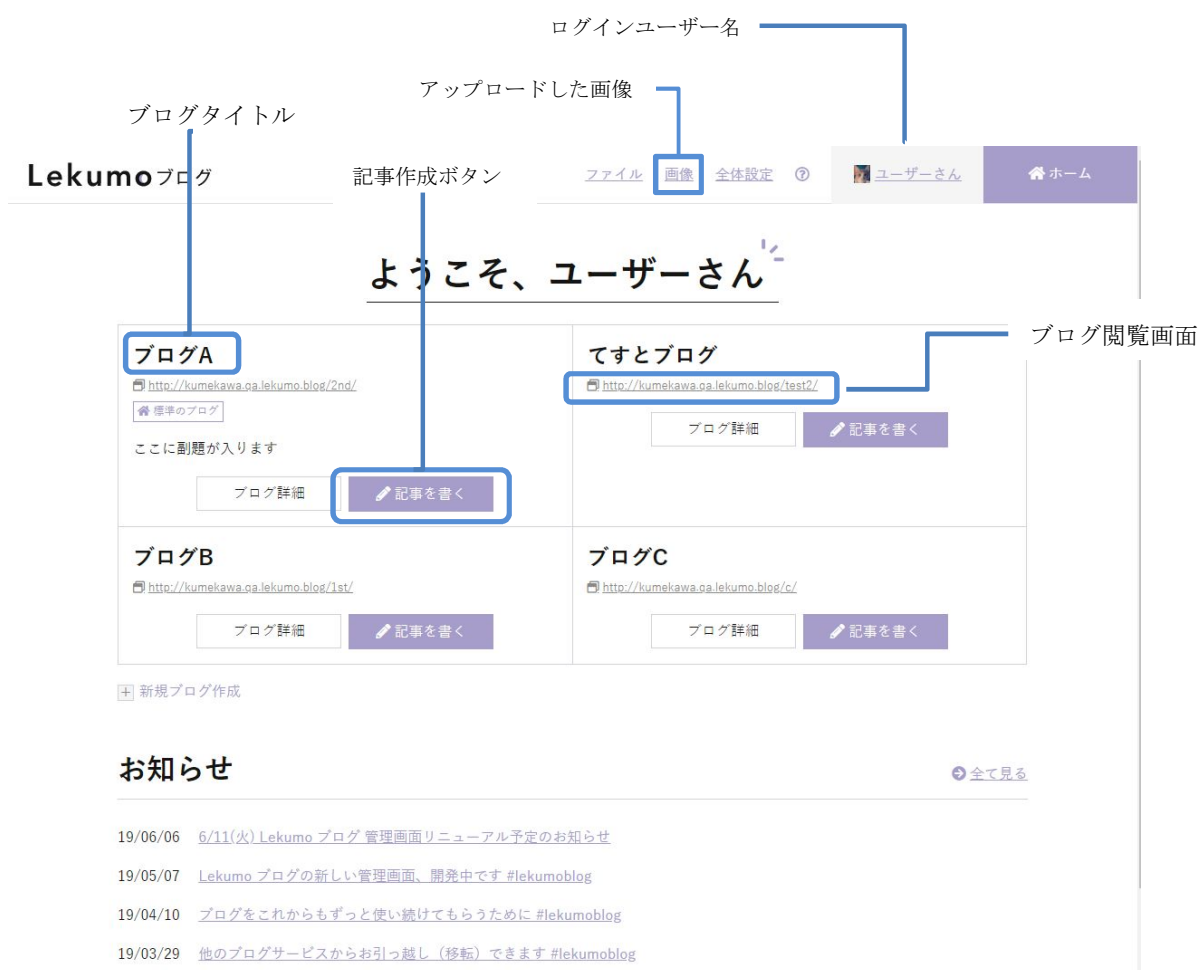 ログインユーザー名
アップロードした画像
ブログタイトル
Lekumoブログ
記事作成ボタン
ファイル 画像 全体設定 ? ユーザーさん ホーム
ようこそ、ユーザーさん
ブログ閲覧画面
ブログA
http://kumekawa.qa.lekumo.blog/2nd/
標準のブログ
ここに副題が入ります
ブログ詳細 記事を書く
てすとブログ
http://kumekawa.qa.lekumo.blog/test2/
ブログ詳細 記事を書く
ブログB
http://kumekawa.qa.lekumo.blog/1st/
ブログ詳細 記事を書く
ブログC
http://kumekawa.qa.lekumo.blog/c/
ブログ詳細 記事を書く
+ 新規ブログ作成
お知らせ
全て見る
19/06/06 6/11(火) Lekumo ブログ 管理画面リニューアル予定のお知らせ
19/05/07 Lekumo ブログの新しい管理画面、開発中です #lekumoblog
19/04/10 ブログをこれからもずっと使い続けてもらうために #lekumoblog
19/03/29 他のブログサービスからお引っ越し（移転）できます #lekumoblog